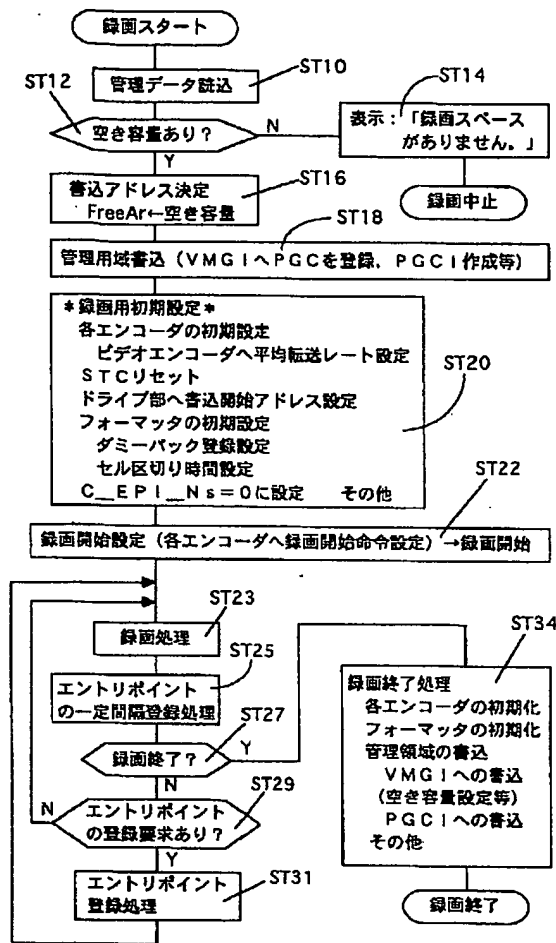 録画スタート
ST10
管理データ読込
ST12
空き容量あり？
N
Y
ST14
表示：「録画スペース
がありません。」
録画中止
ST16
書込アドレス決定
FreeAr←空き容量
ST18
管理用域書込（VMGIへPGCを登録，PGCI作成等）
＊録画用初期設定＊
各エンコーダの初期設定
ビデオエンコーダへ平均転送レート設定
STCリセット
ドライブ部へ書込開始アドレス設定
フォーマッタの初期設定
ダミーパック登録設定
セル区切り時間設定
C＿EPI＿Ns＝0に設定　その他
ST20
ST22
録画開始設定（各エンコーダへ録画開始命令設定）→録画開始
ST23
録画処理
ST25
エントリポイント
の一定間隔登録処理
ST27
録画終了？
Y
N
ST29
エントリポイント
の登録要求あり？
N
Y
ST31
エントリポイント
登録処理
ST34
録画終了処理
各エンコーダの初期化
フォーマッタの初期化
管理領域の書込
VMGIへの書込
（空き容量設定等）
PGCIへの書込
その他
録画終了